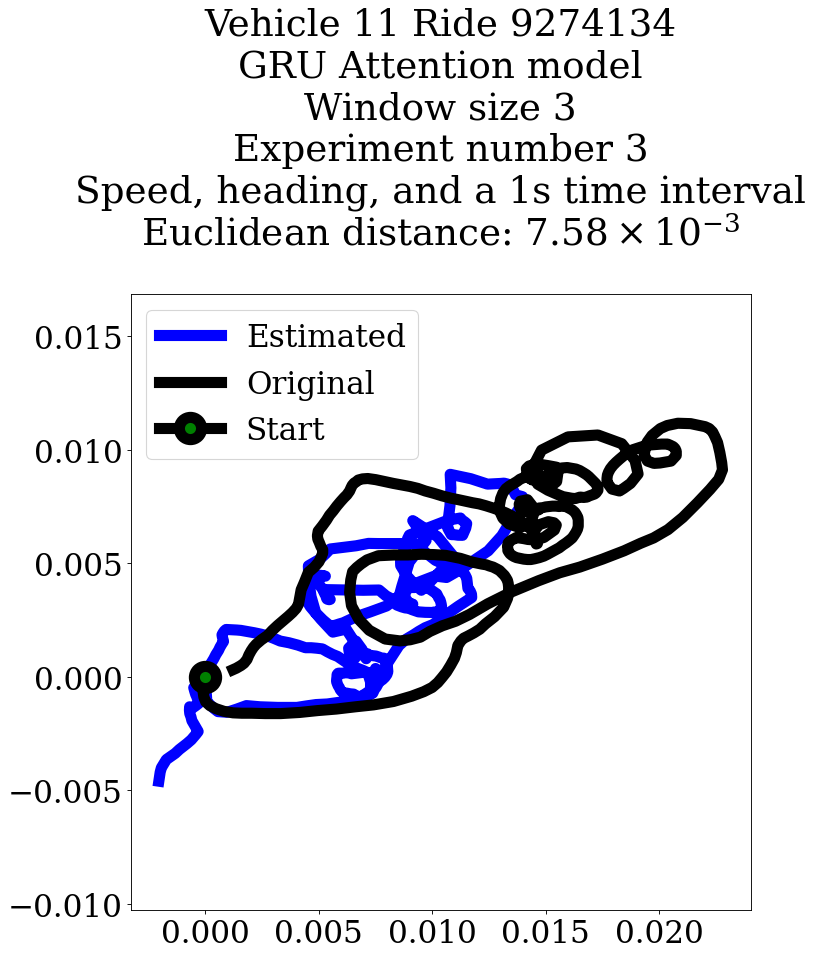 Vehicle 11 Ride 9274134
GRU Attention model
Window size 3
Experiment number 3
Speed, heading, and a 1s time interval
Euclidean distance: 7.58 × 10⁻³
Estimated
Original
Start
0.015
0.010
0.005
0.000
−0.005
−0.010
0.000 0.005 0.010 0.015 0.020